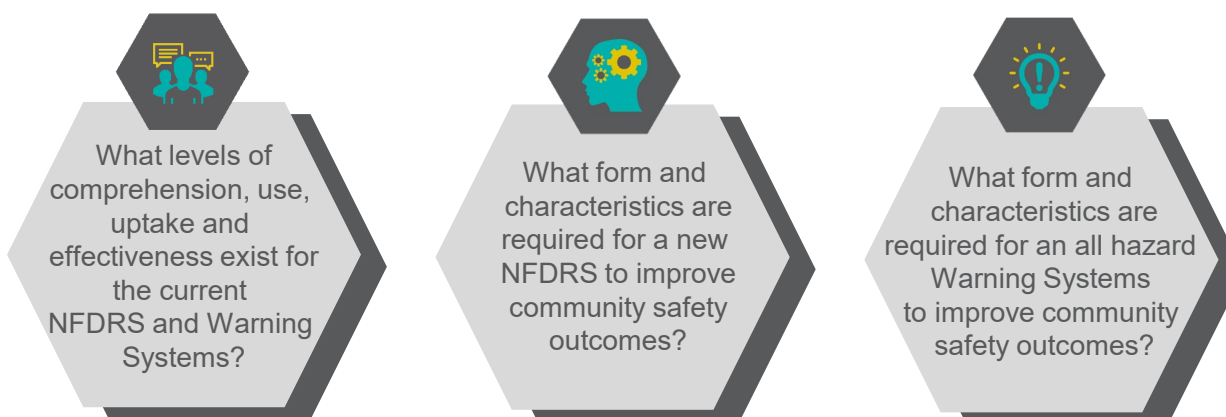 What levels of
comprehension, use,
uptake and
effectiveness exist for
the current
NFDRS and Warning
Systems?
What form and
characteristics are
required for a new
NFDRS to improve
community safety
outcomes?
What form and
characteristics are
required for an all hazard
Warning Systems
to improve community
safety outcomes?